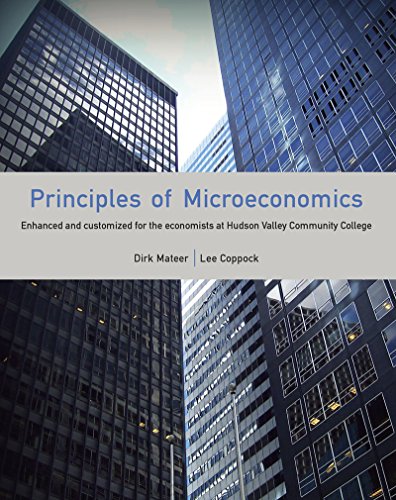 Principles of Microeconomics
Enhanced and customized for the economists at Hudson Valley Community College
Dirk Mateer | Lee Coppock